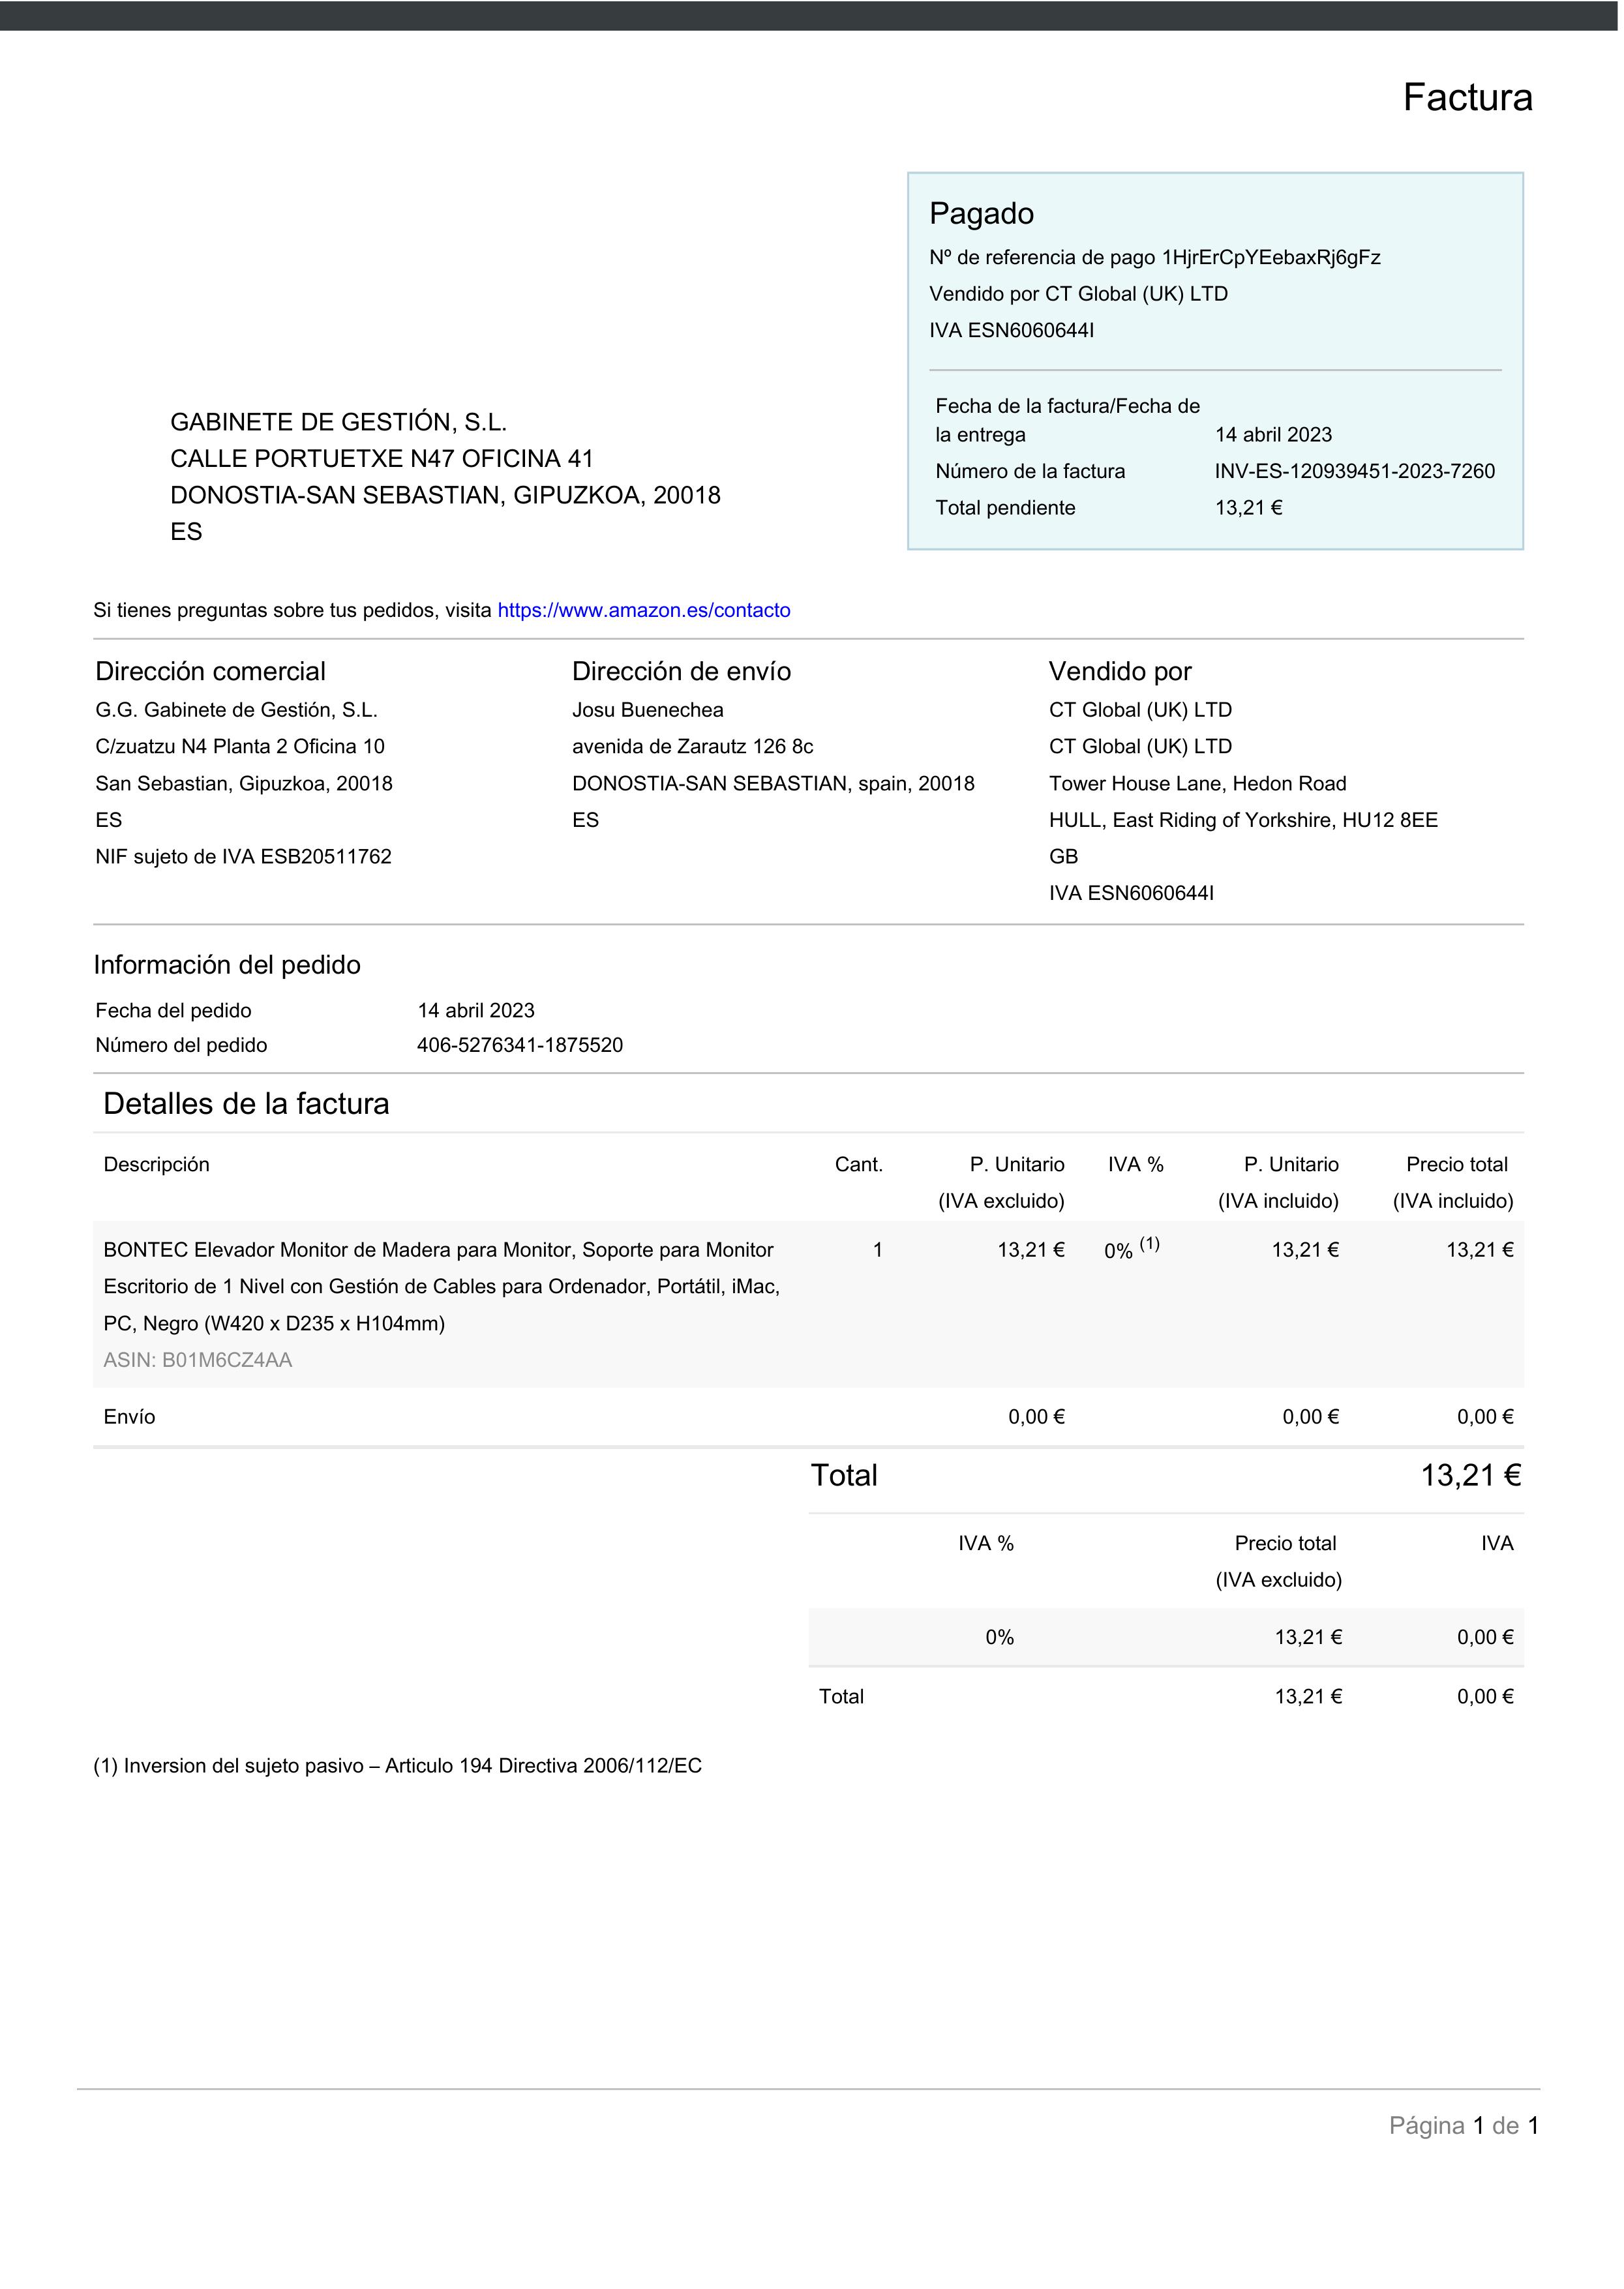 Factura
Pagado
Nº de referencia de pago 1HjrErCpYEebaxRj6gFz
Vendido por CT Global (UK) LTD
IVA ESN6060644I
Fecha de la factura/Fecha de
la entrega 14 abril 2023
Número de la factura INV-ES-120939451-2023-7260
Total pendiente 13,21 €
GABINETE DE GESTIÓN, S.L.
CALLE PORTUETXE N47 OFICINA 41
DONOSTIA-SAN SEBASTIAN, GIPUZKOA, 20018
ES
Si tienes preguntas sobre tus pedidos, visita https://www.amazon.es/contacto
Dirección comercial
G.G. Gabinete de Gestión, S.L.
C/zuatzu N4 Planta 2 Oficina 10
San Sebastian, Gipuzkoa, 20018
ES
NIF sujeto de IVA ESB20511762
Dirección de envío
Josu Buenechea
avenida de Zarautz 126 8c
DONOSTIA-SAN SEBASTIAN, spain, 20018
ES
Vendido por
CT Global (UK) LTD
CT Global (UK) LTD
Tower House Lane, Hedon Road
HULL, East Riding of Yorkshire, HU12 8EE
GB
IVA ESN6060644I
Información del pedido
Fecha del pedido 14 abril 2023
Número del pedido 406-5276341-1875520
Detalles de la factura
Descripción Cant. P. Unitario IVA % P. Unitario Precio total
(IVA excluido) (IVA incluido) (IVA incluido)
BONTEC Elevador Monitor de Madera para Monitor, Soporte para Monitor 1 13,21 € 0% (1) 13,21 € 13,21 €
Escritorio de 1 Nivel con Gestión de Cables para Ordenador, Portátil, iMac,
PC, Negro (W420 x D235 x H104mm)
ASIN: B01M6CZ4AA
Envío 0,00 € 0,00 € 0,00 €
Total 13,21 €
IVA % Precio total IVA
(IVA excluido)
0% 13,21 € 0,00 €
Total 13,21 € 0,00 €
(1) Inversion del sujeto pasivo – Articulo 194 Directiva 2006/112/EC
Página 1 de 1